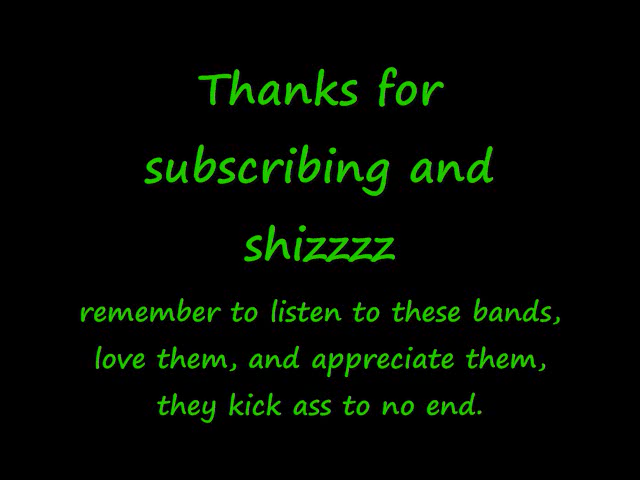 Thanks for
subscribing and
shizzzz
remember to listen to these bands,
love them, and appreciate them,
they kick ass to no end.